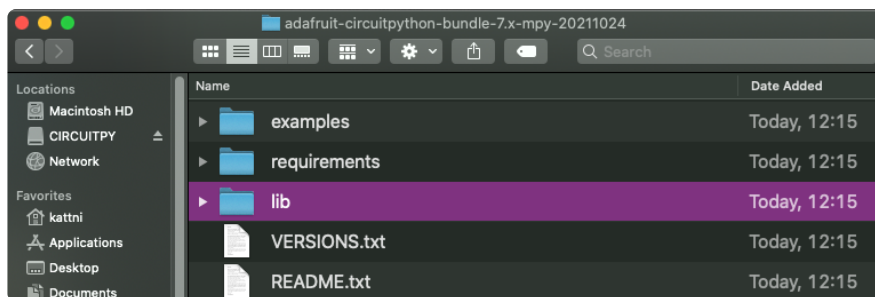 adafruit-circuitpython-bundle-7.x-mpy-20211024
Search
Locations
Macintosh HD
CIRCUITPY
Network
Favorites
kattni
Applications
Desktop
Documents
Name Date Added
examples Today, 12:15
requirements Today, 12:15
lib Today, 12:15
VERSIONS.txt Today, 12:15
README.txt Today, 12:15